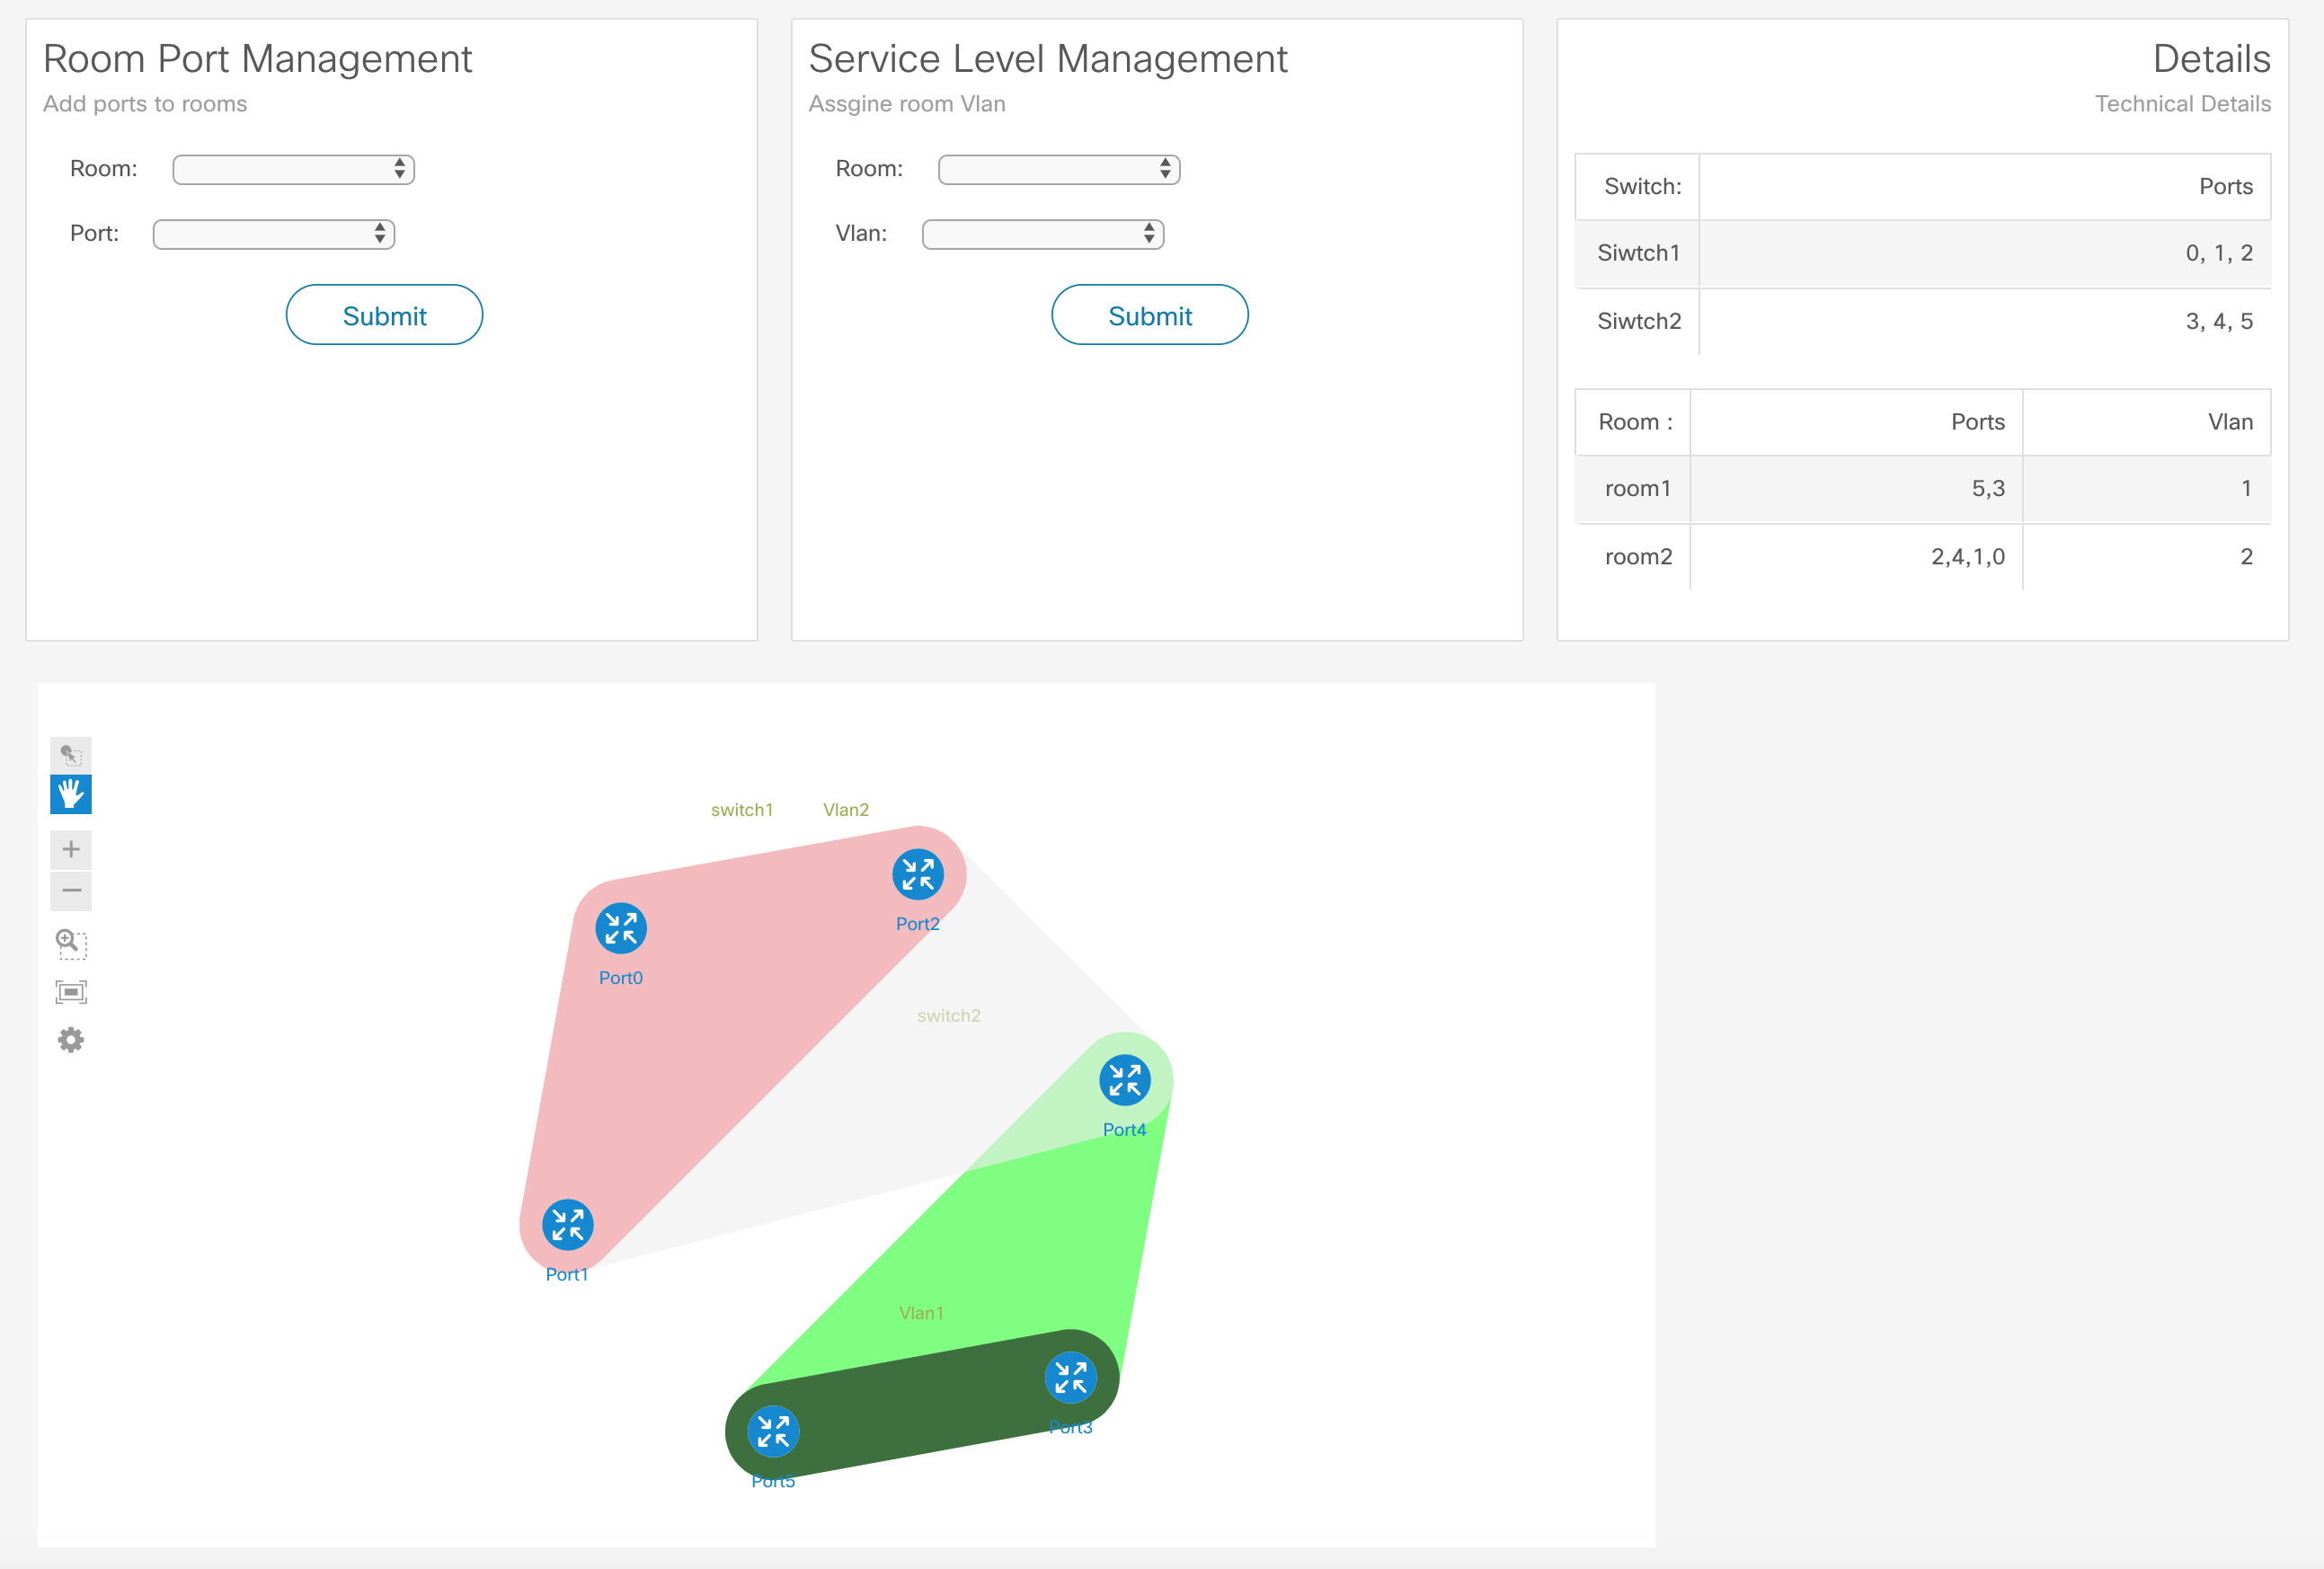 Room Port Management
Add ports to rooms
Room:
Port:
Submit
Service Level Management
Assgine room Vlan
Room:
Vlan:
Submit
Details
Technical Details
Switch: Ports
Siwtch1 0, 1, 2
Siwtch2 3, 4, 5
Room : Ports Vlan
room1 5,3 1
room2 2,4,1,0 2
switch1 Vlan2
Port2
Port0
switch2
Port4
Port1
Vlan1
Port3
Port5